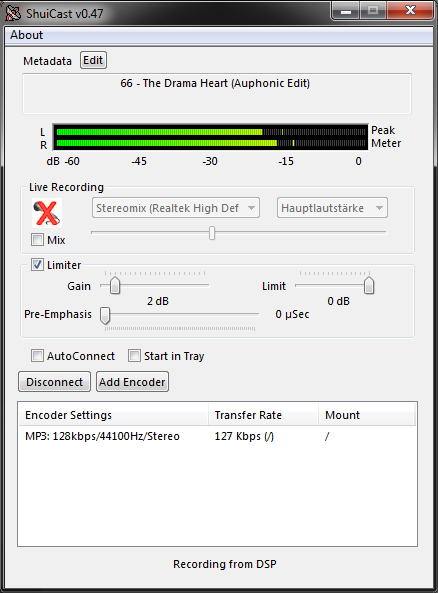 ShuiCast v0.47
About
Metadata Edit
66 - The Drama Heart (Auphonic Edit)
L Peak
R Meter
dB -60 -45 -30 -15 0
Live Recording
Stereomix (Realtek High Def Hauptlautstärke
Mix
Limiter
Gain Limit
2 dB 0 dB
Pre-Emphasis 0 µSec
AutoConnect Start in Tray
Disconnect Add Encoder
Encoder Settings Transfer Rate Mount
MP3: 128kbps/44100Hz/Stereo 127 Kbps (/) /
Recording from DSP